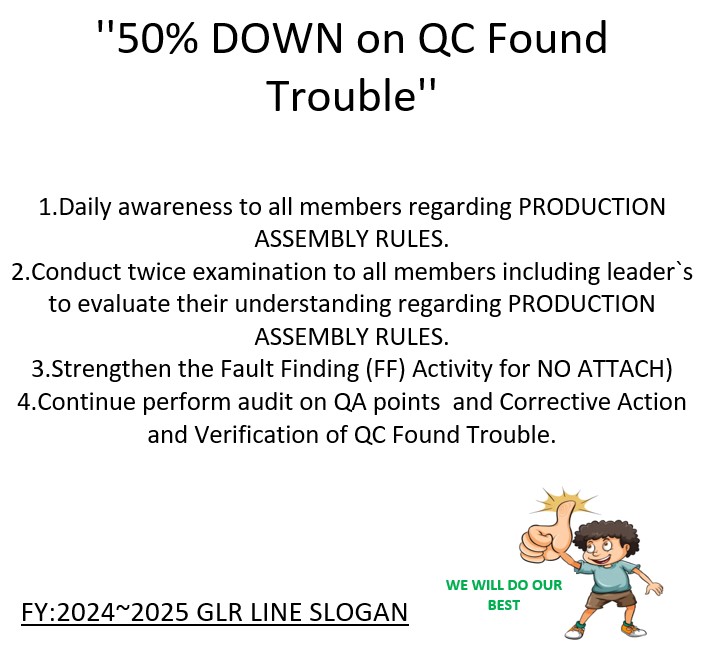 ''50% DOWN on QC Found
Trouble''
1.Daily awareness to all members regarding PRODUCTION
ASSEMBLY RULES.
2.Conduct twice examination to all members including leader`s
to evaluate their understanding regarding PRODUCTION
ASSEMBLY RULES.
3.Strengthen the Fault Finding (FF) Activity for NO ATTACH)
4.Continue perform audit on QA points  and Corrective Action
and Verification of QC Found Trouble.
WE WILL DO OUR
BEST
FY:2024~2025 GLR LINE SLOGAN